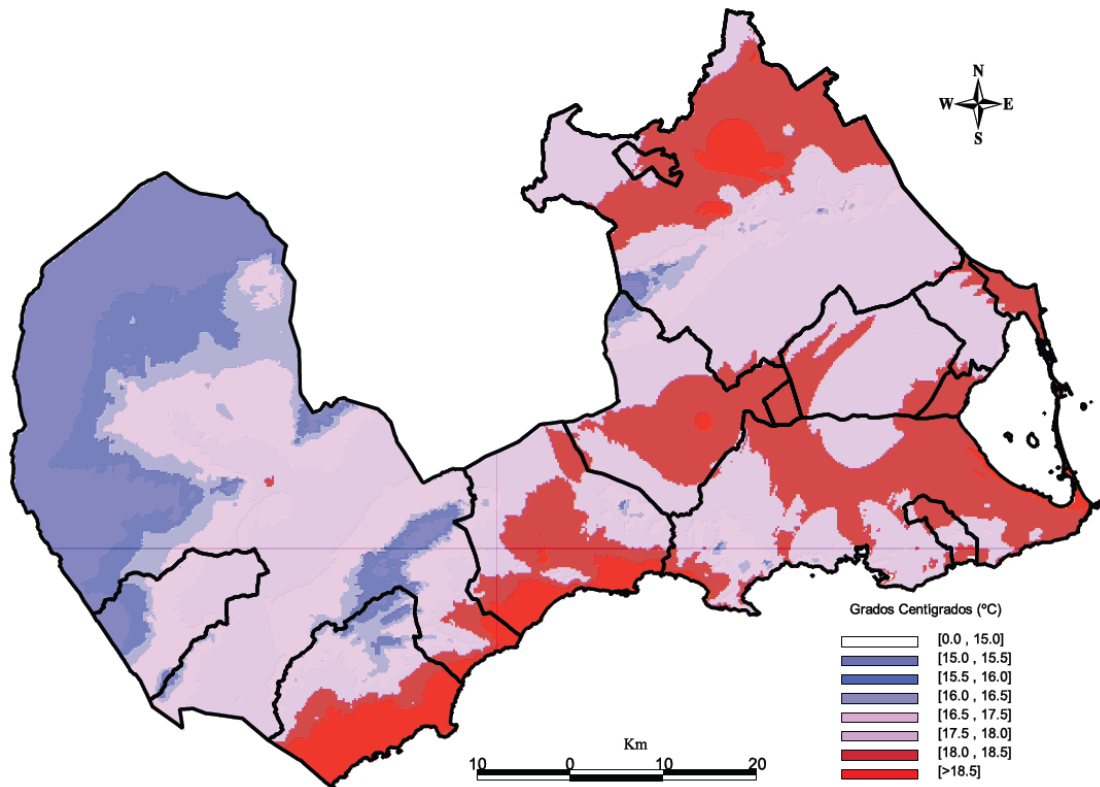 N
W E
S
Grados Centígrados (ºC)
[0.0 , 15.0]
[15.0 , 15.5]
[15.5 , 16.0]
[16.0 , 16.5]
[16.5 , 17.5]
[17.5 , 18.0]
[18.0 , 18.5]
[>18.5]
Km
10 0 10 20